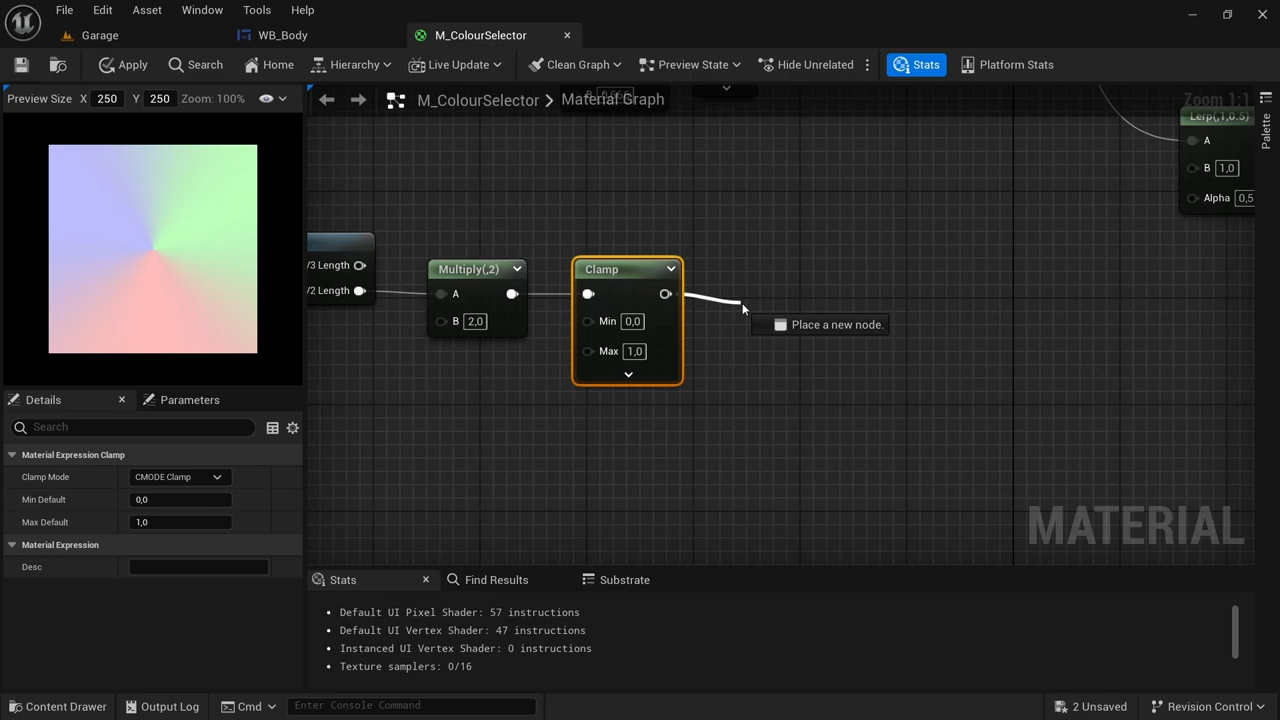 File Edit Asset Window Tools Help
Garage WB_Body M_ColourSelector
Apply Search Home Hierarchy Live Update Clean Graph Preview State Hide Unrelated Stats Platform Stats
Preview Size X 250 Y 250 Zoom: 100%
M_ColourSelector > Material Graph
Zoom 1:1
Palette
Lerp(,1,0.5)
A
B 1,0
Alpha 0,5
V3 Length
V2 Length
Multiply(,2)
A
B 2,0
Clamp
Min 0,0
Max 1,0
Place a new node.
MATERIAL
Details Parameters
Search
Material Expression Clamp
Clamp Mode CMODE Clamp
Min Default 0,0
Max Default 1,0
Material Expression
Desc
Stats Find Results Substrate
• Default UI Pixel Shader: 57 instructions
• Default UI Vertex Shader: 47 instructions
• Instanced UI Vertex Shader: 0 instructions
• Texture samplers: 0/16
Content Drawer Output Log Cmd Enter Console Command 2 Unsaved Revision Control